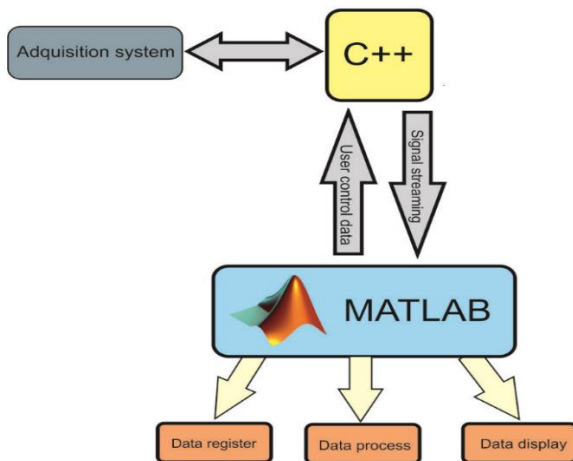 Adquisition system
C++
User control data
Signal streaming
MATLAB
Data register
Data process
Data display